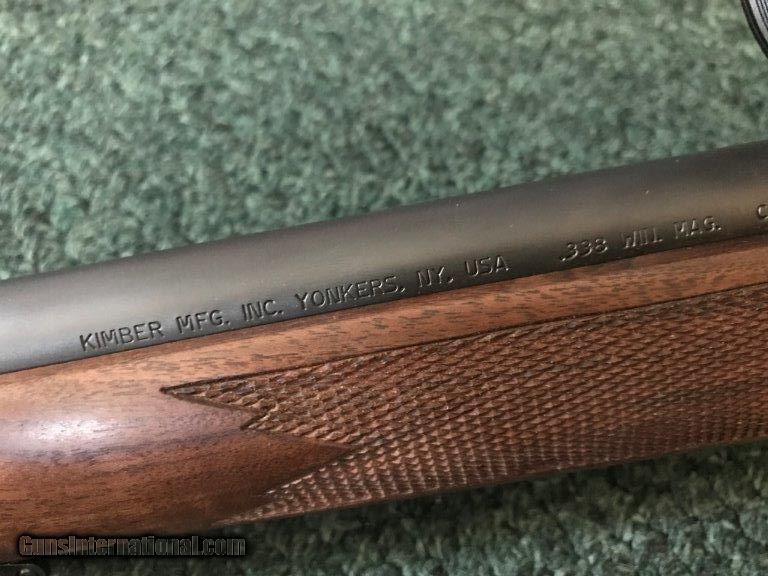 KIMBER MFG. INC. YONKERS, NY, USA .338 WIN MAG. C
GunsInternational.com